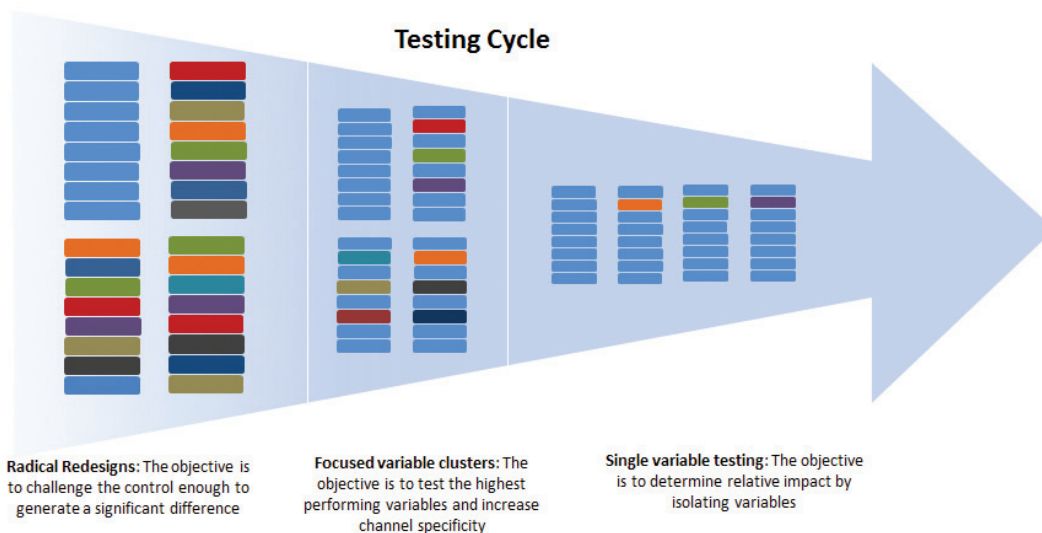 Testing Cycle
Radical Redesigns: The objective is
to challenge the control enough to
generate a significant difference
Focused variable clusters: The
objective is to test the highest
performing variables and increase
channel specificity
Single variable testing: The objective
is to determine relative impact by
isolating variables